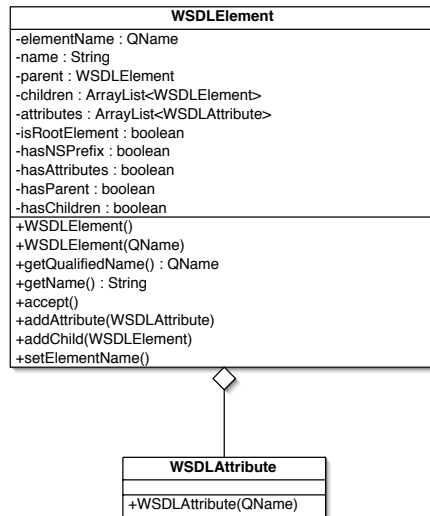 WSDLElement
-elementName : QName
-name : String
-parent : WSDLElement
-children : ArrayList<WSDLElement>
-attributes : ArrayList<WSDLAttribute>
-isRootElement : boolean
-hasNSPrefix : boolean
-hasAttributes : boolean
-hasParent : boolean
-hasChildren : boolean
+WSDLElement()
+WSDLElement(QName)
+getQualifiedName() : QName
+getName() : String
+accept()
+addAttribute(WSDLAttribute)
+addChild(WSDLElement)
+setElementName()
WSDLAttribute
+WSDLAttribute(QName)